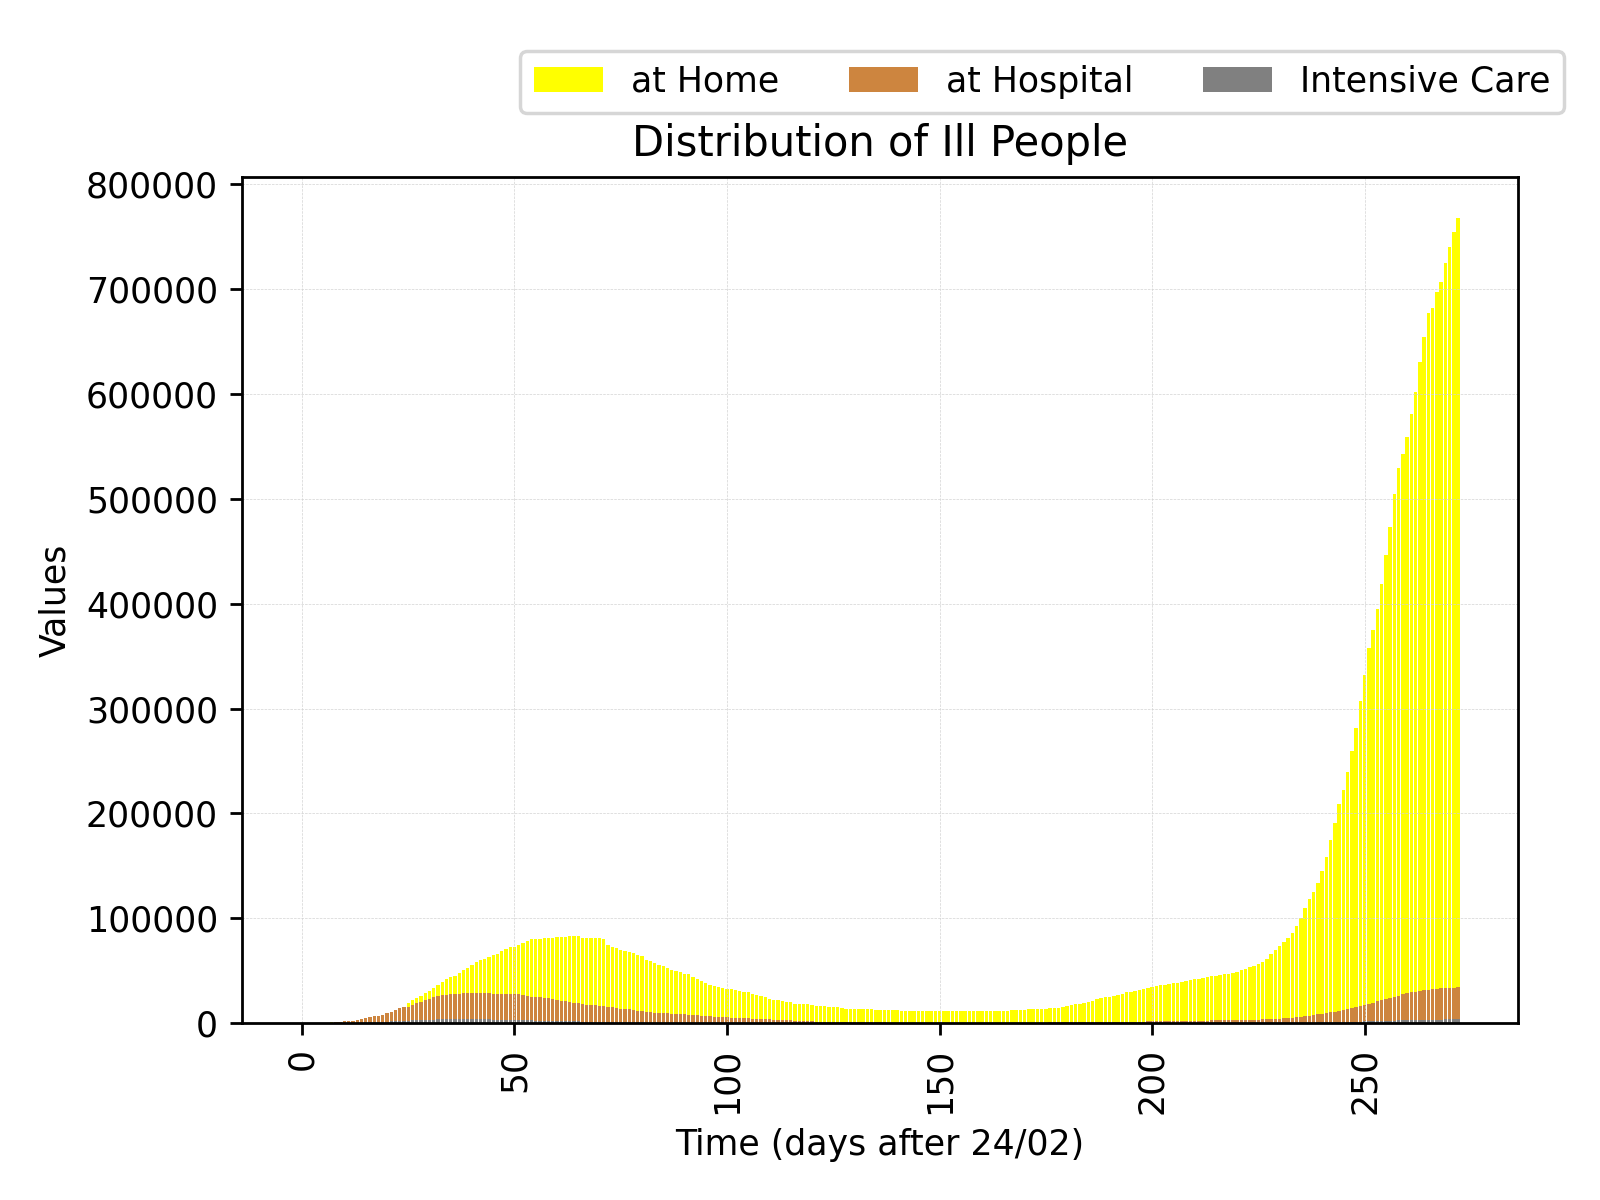 at Home at Hospital Intensive Care
Distribution of Ill People
800000
700000
600000
500000
400000
300000
200000
100000
0
Values
0 50 100 150 200 250
Time (days after 24/02)